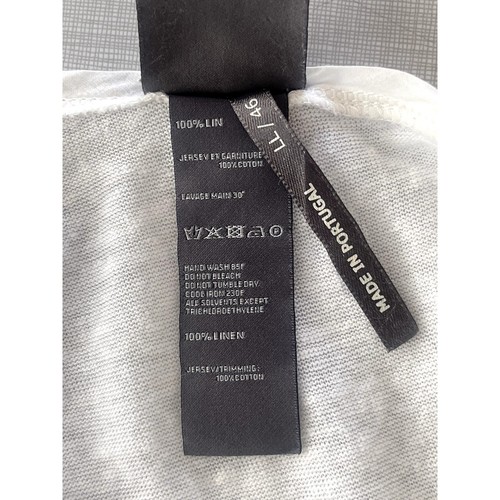 100% LIN
JERSEY ET GARNITURE:
100% COTON
LAVAGE MAIN 30°
HAND WASH 85F
DO NOT BLEACH
DO NOT TUMBLE DRY
CODE IRON 230F
ALL SOLVENTS EXCEPT
TRICHLOROETHYLENE
100% LINEN
JERSEY/TRIMMING:
100% COTTON
LL / 46
MADE IN PORTUGAL